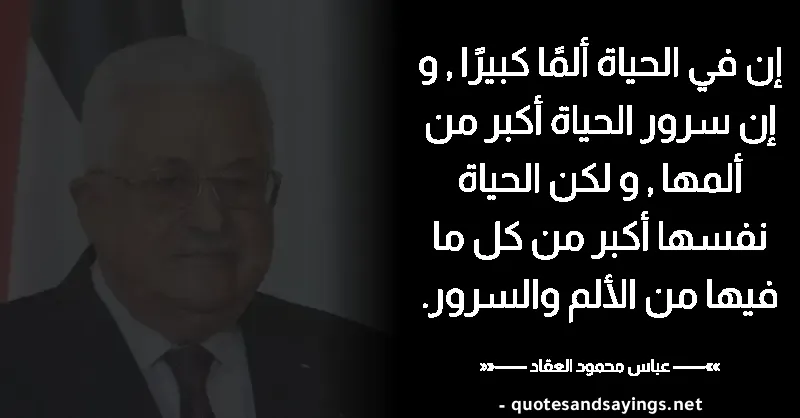 إن في الحياة ألمًا كبيرًا , و
إن سرور الحياة أكبر من
ألمها , و لكن الحياة
نفسها أكبر من كل ما
فيها من الألم والسرور.
»»—— عباس محمود العقاد ——««
- quotesandsayings.net